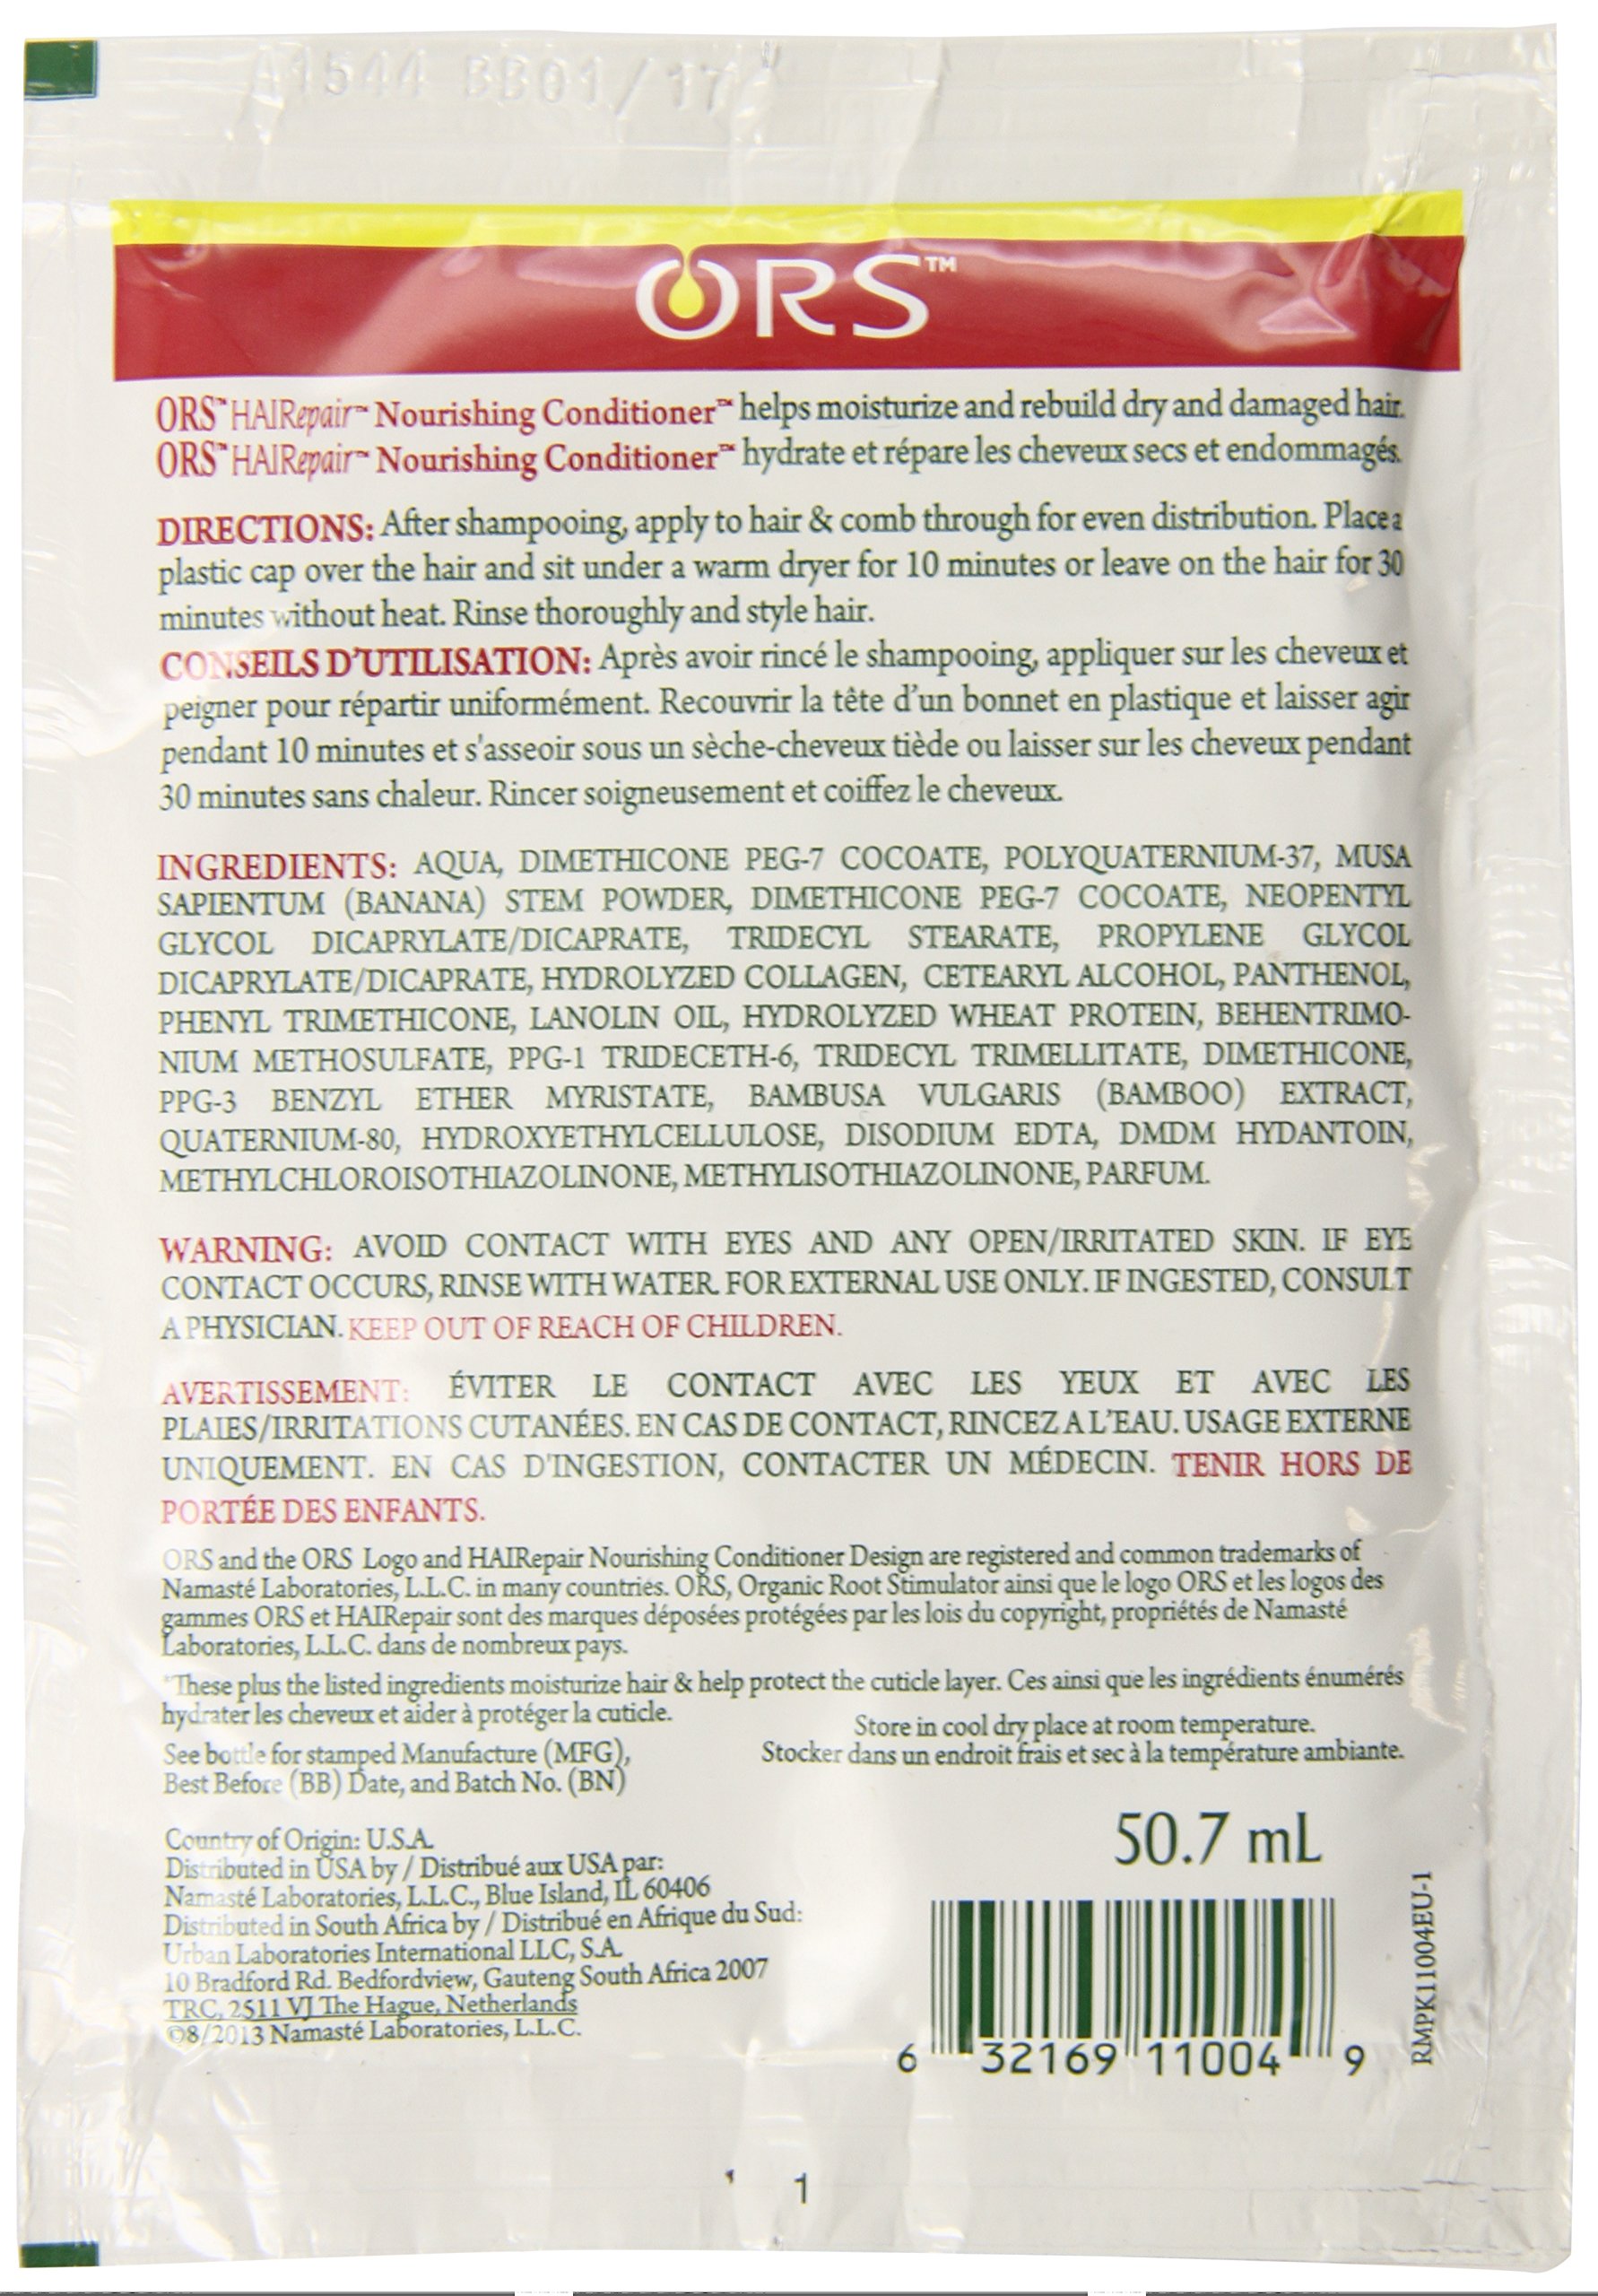 A1544 BB01/17
ORS™
ORS™ HAIRepair™ Nourishing Conditioner™ helps moisturize and rebuild dry and damaged hair.
ORS™ HAIRepair™ Nourishing Conditioner™ hydrate et répare les cheveux secs et endommagés.
DIRECTIONS: After shampooing, apply to hair & comb through for even distribution. Place a
plastic cap over the hair and sit under a warm dryer for 10 minutes or leave on the hair for 30
minutes without heat. Rinse thoroughly and style hair.
CONSEILS D'UTILISATION: Après avoir rincé le shampooing, appliquer sur les cheveux et
peigner pour répartir uniformément. Recouvrir la tête d'un bonnet en plastique et laisser agir
pendant 10 minutes et s'asseoir sous un sèche-cheveux tiède ou laisser sur les cheveux pendant
30 minutes sans chaleur. Rincer soigneusement et coiffez le cheveux.
INGREDIENTS: AQUA, DIMETHICONE PEG-7 COCOATE, POLYQUATERNIUM-37, MUSA
SAPIENTUM (BANANA) STEM POWDER, DIMETHICONE PEG-7 COCOATE, NEOPENTYL
GLYCOL DICAPRYLATE/DICAPRATE, TRIDECYL STEARATE, PROPYLENE GLYCOL
DICAPRYLATE/DICAPRATE, HYDROLYZED COLLAGEN, CETEARYL ALCOHOL, PANTHENOL,
PHENYL TRIMETHICONE, LANOLIN OIL, HYDROLYZED WHEAT PROTEIN, BEHENTRIMO-
NIUM METHOSULFATE, PPG-1 TRIDECETH-6, TRIDECYL TRIMELLITATE, DIMETHICONE,
PPG-3 BENZYL ETHER MYRISTATE, BAMBUSA VULGARIS (BAMBOO) EXTRACT,
QUATERNIUM-80, HYDROXYETHYLCELLULOSE, DISODIUM EDTA, DMDM HYDANTOIN,
METHYLCHLOROISOTHIAZOLINONE, METHYLISOTHIAZOLINONE, PARFUM.
WARNING: AVOID CONTACT WITH EYES AND ANY OPEN/IRRITATED SKIN. IF EYE
CONTACT OCCURS, RINSE WITH WATER. FOR EXTERNAL USE ONLY. IF INGESTED, CONSULT
A PHYSICIAN. KEEP OUT OF REACH OF CHILDREN.
AVERTISSEMENT: ÉVITER LE CONTACT AVEC LES YEUX ET AVEC LES
PLAIES/IRRITATIONS CUTANÉES. EN CAS DE CONTACT, RINCEZ A L'EAU. USAGE EXTERNE
UNIQUEMENT. EN CAS D'INGESTION, CONTACTER UN MÉDECIN. TENIR HORS DE
PORTÉE DES ENFANTS.
ORS and the ORS Logo and HAIRepair Nourishing Conditioner Design are registered and common trademarks of
Namasté Laboratories, L.L.C. in many countries. ORS, Organic Root Stimulator ainsi que le logo ORS et les logos des
gammes ORS et HAIRepair sont des marques déposées protégées par les lois du copyright, propriétés de Namasté
Laboratories, L.L.C. dans de nombreux pays.
*These plus the listed ingredients moisturize hair & help protect the cuticle layer. Ces ainsi que les ingrédients énumérés
hydrater les cheveux et aider à protéger la cuticle.
Store in cool dry place at room temperature.
Stocker dans un endroit frais et sec à la température ambiante.
See bottle for stamped Manufacture (MFG),
Best Before (BB) Date, and Batch No. (BN)
50.7 mL
Country of Origin: U.S.A.
Distributed in USA by / Distribué aux USA par:
Namasté Laboratories, L.L.C., Blue Island, IL 60406
Distributed in South Africa by / Distribué en Afrique du Sud:
Urban Laboratories International LLC, S.A.
10 Bradford Rd. Bedfordview, Gauteng South Africa 2007
TRC, 2511 VJ The Hague, Netherlands
©8/2013 Namasté Laboratories, L.L.C.
6 32169 11004 9
RMPK11004EU-1
1